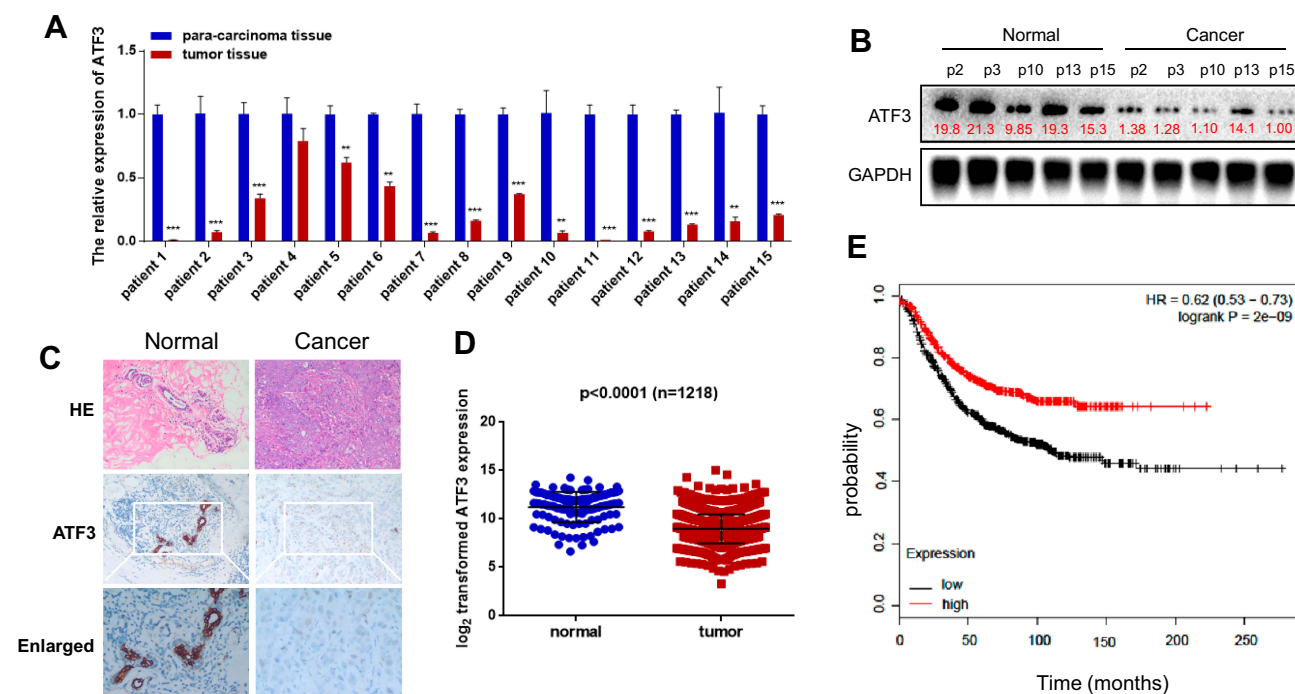 A
The relative expression of ATF3
para-carcinoma tissue
tumor tissue
1.5
1.0
0.5
0.0
*** *** *** ** ** *** *** *** ** *** *** *** ** ***
patient 1 patient 2 patient 3 patient 4 patient 5 patient 6 patient 7 patient 8 patient 9 patient 10 patient 11 patient 12 patient 13 patient 14 patient 15
B
Normal Cancer
p2 p3 p10 p13 p15 p2 p3 p10 p13 p15
ATF3
19.8 21.3 9.85 19.3 15.3 1.38 1.28 1.10 14.1 1.00
GAPDH
C
Normal Cancer
HE
ATF3
Enlarged
D
p<0.0001 (n=1218)
log2 transformed ATF3 expression
20
15
10
5
0
normal tumor
E
HR = 0.62 (0.53 − 0.73)
logrank P = 2e−09
probability
1.0
0.8
0.6
0.4
0.2
0.0
Expression
low
high
0 50 100 150 200 250
Time (months)